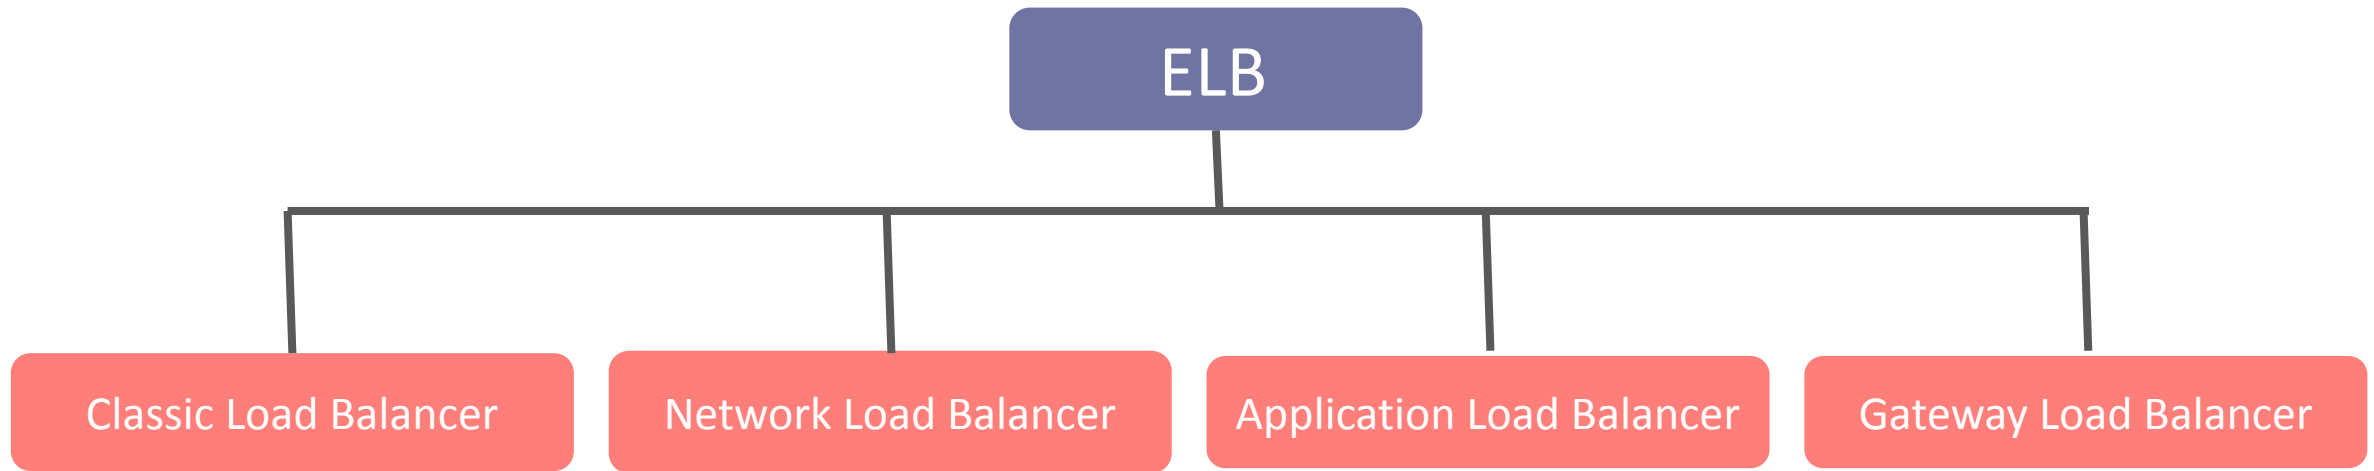 ELB
Classic Load Balancer
Network Load Balancer
Application Load Balancer
Gateway Load Balancer